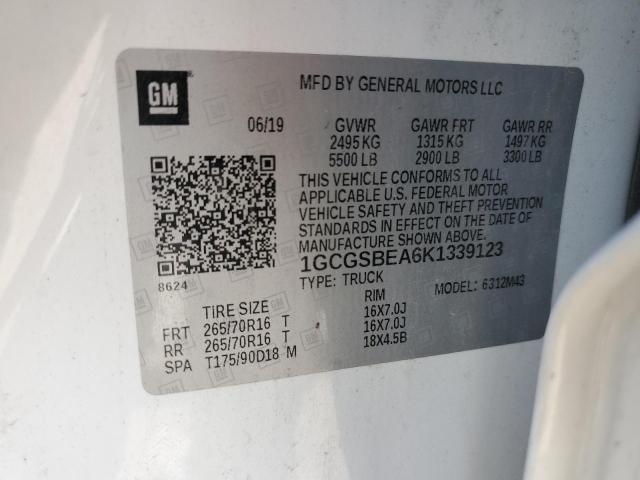 GM
MFD BY GENERAL MOTORS LLC
06/19 GVWR GAWR FRT GAWR RR
2495 KG 1315 KG 1497 KG
5500 LB 2900 LB 3300 LB
THIS VEHICLE CONFORMS TO ALL
APPLICABLE U.S. FEDERAL MOTOR
VEHICLE SAFETY AND THEFT PREVENTION
STANDARDS IN EFFECT ON THE DATE OF
MANUFACTURE SHOWN ABOVE.
1GCGSBEA6K1339123
8624 TYPE: TRUCK MODEL: 6312M43
TIRE SIZE RIM
FRT 265/70R16 T 16X7.0J
RR 265/70R16 T 16X7.0J
SPA T175/90D18 M 18X4.5B